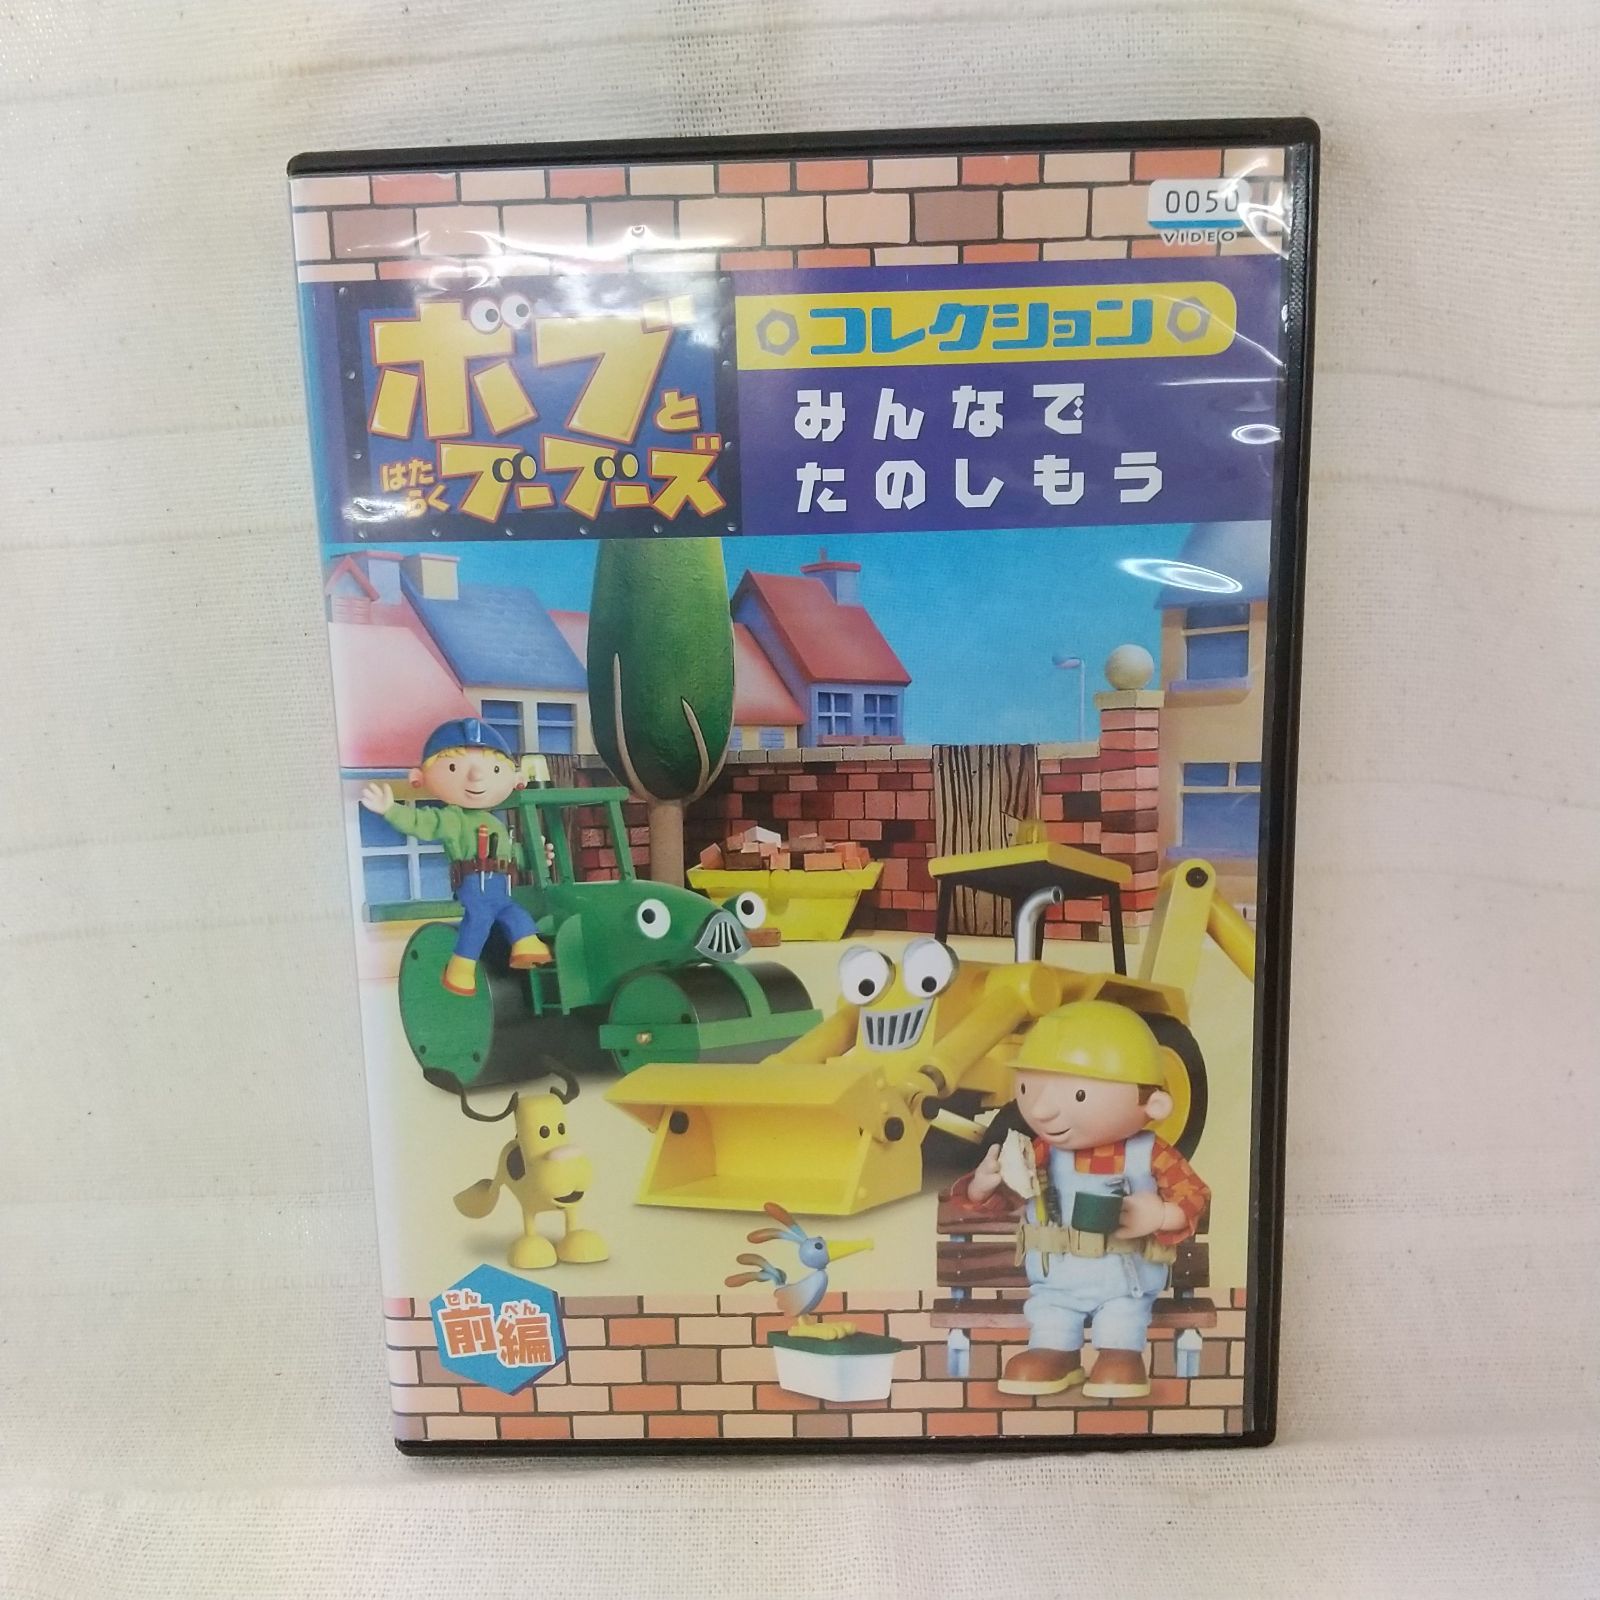 0050
VIDEO
ボブと
はたらくブーブーズ
コレクション
みんなで
たのしもう
せんぺん
前編